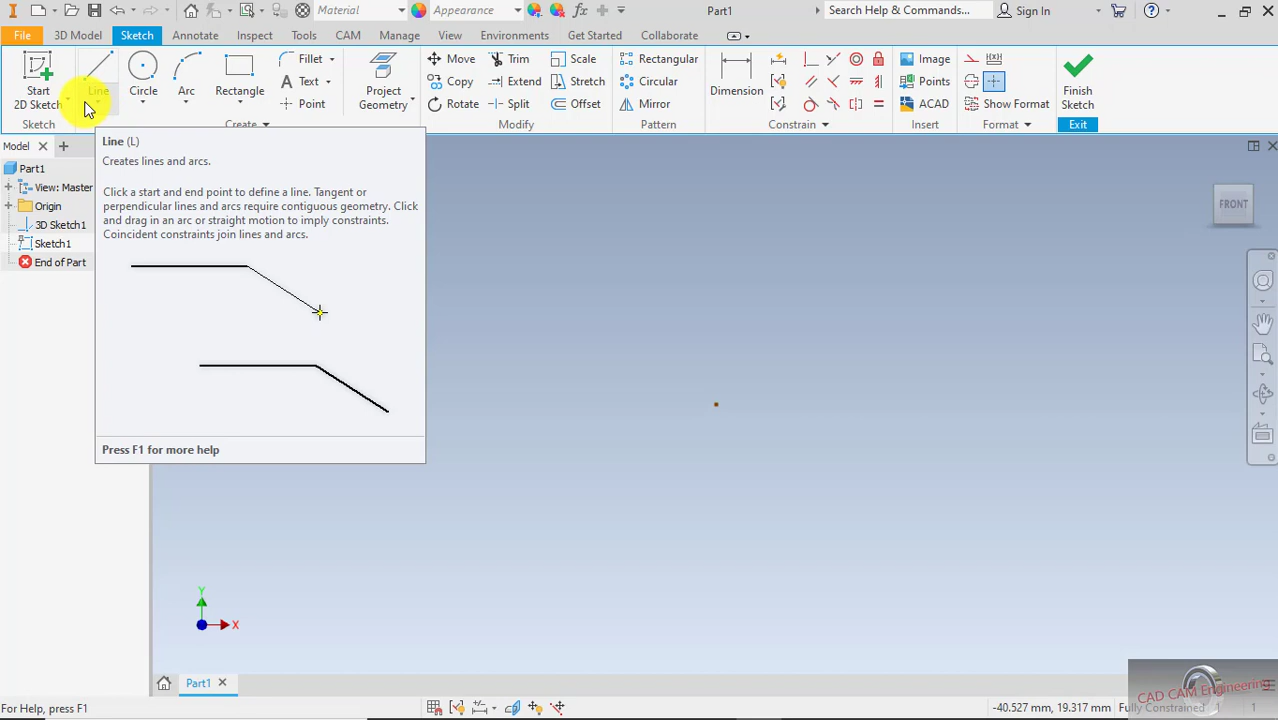 Material Appearance fx Part1 Search Help & Commands... Sign In
File 3D Model Sketch Annotate Inspect Tools CAM Manage View Environments Get Started Collaborate
Start 2D Sketch Line Circle Arc Rectangle Fillet Text Point Project Geometry
Move Trim Scale
Copy Extend Stretch
Rotate Split Offset
Rectangular
Circular
Mirror
Dimension
Image
Points
ACAD
Show Format
Finish Sketch
Sketch Create Modify Pattern Constrain Insert Format Exit
Model
Part1
View: Master
Origin
3D Sketch1
Sketch1
End of Part
Line (L)
Creates lines and arcs.
Click a start and end point to define a line. Tangent or
perpendicular lines and arcs require contiguous geometry. Click
and drag in an arc or straight motion to imply constraints.
Coincident constraints join lines and arcs.
Press F1 for more help
FRONT
Y
X
Part1
For Help, press F1
-40.527 mm, 19.317 mm Fully Constrained 1 1
CAD CAM Engineering